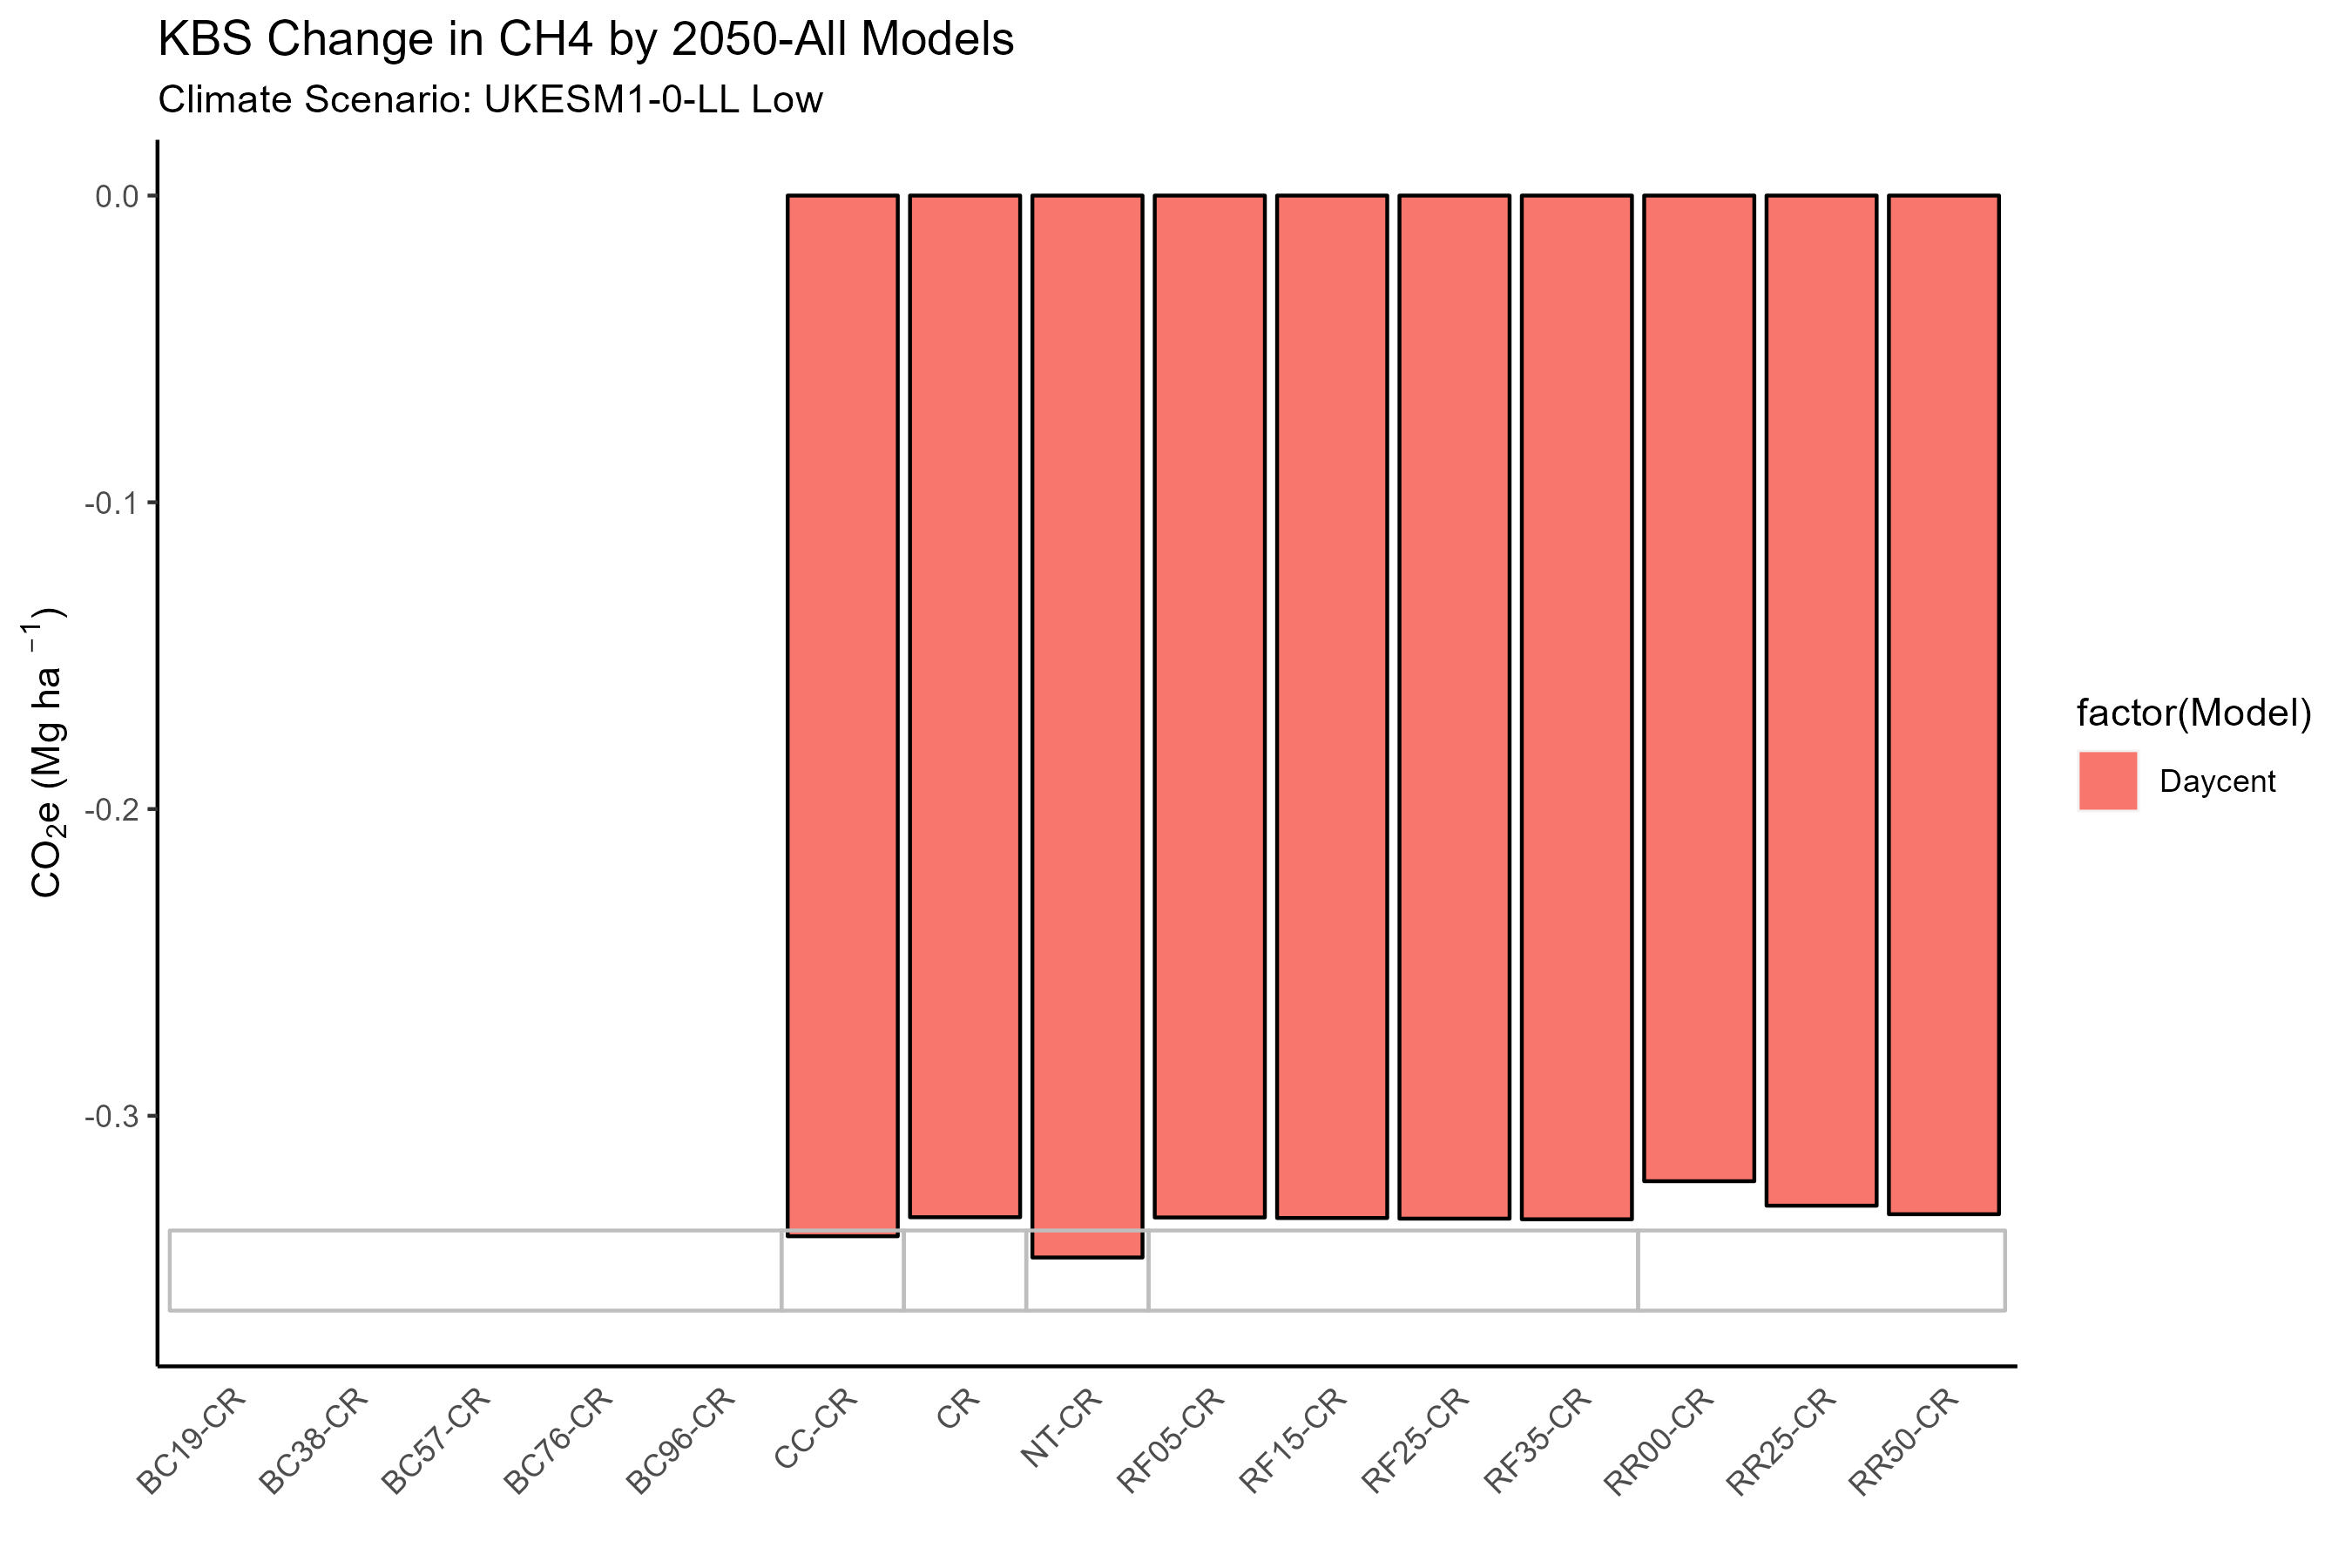 KBS Change in CH4 by 2050-All Models
Climate Scenario: UKESM1-0-LL Low
CO₂e (Mg ha ⁻¹)
0.0
-0.1
-0.2
-0.3
BC19-CR
BC38-CR
BC57-CR
BC76-CR
BC96-CR
CC-CR
CR
NT-CR
RF05-CR
RF15-CR
RF25-CR
RF35-CR
RR00-CR
RR25-CR
RR50-CR
factor(Model)
Daycent